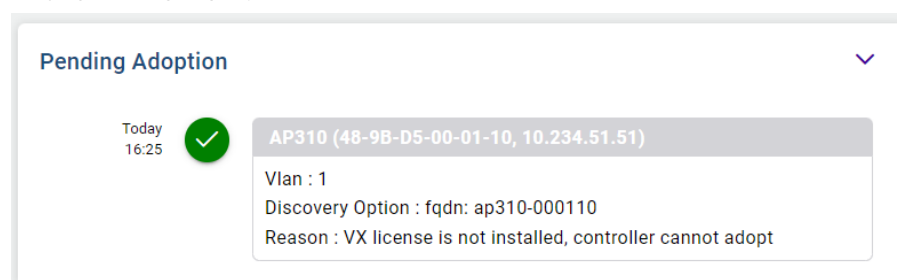 Pending Adoption
Today
16:25
AP310 (48-9B-D5-00-01-10, 10.234.51.51)
Vlan : 1
Discovery Option : fqdn: ap310-000110
Reason : VX license is not installed, controller cannot adopt